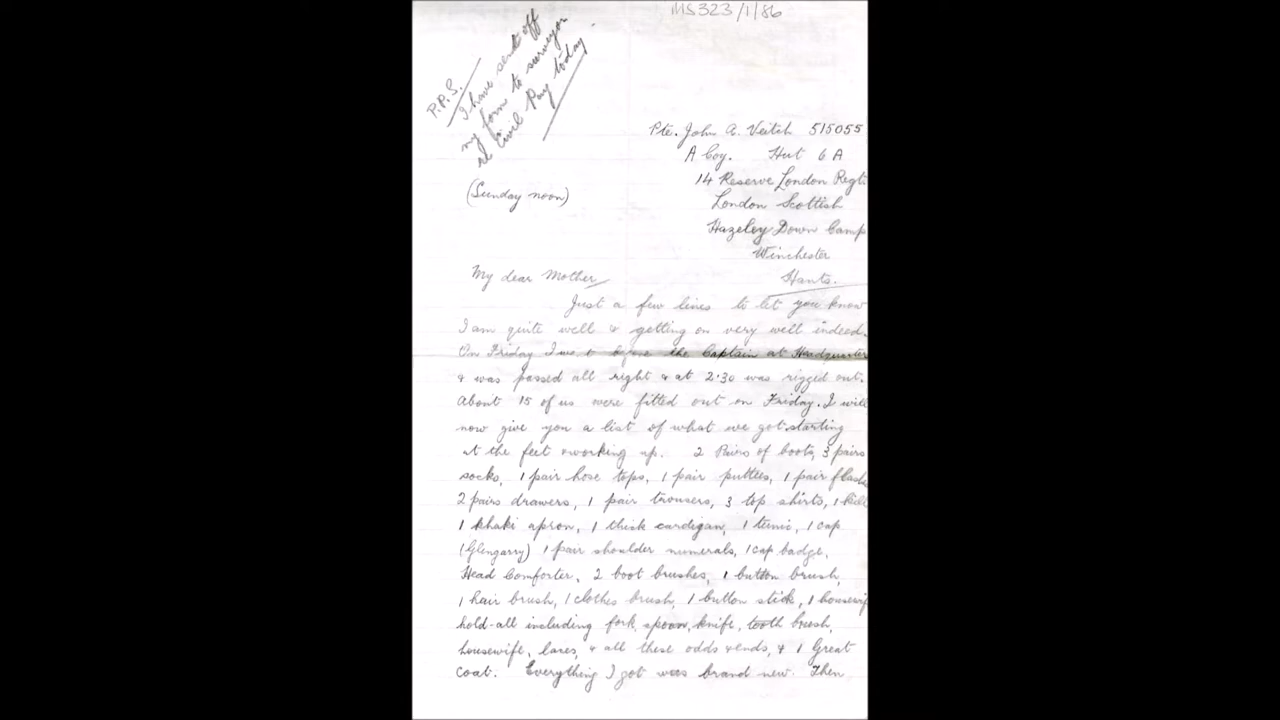 MS323/1/86
P.P.S.
I have sent off
my form to surveyor
re Civil Pay today
Pte. John A. Veitch 515055
A Coy. Hut 6 A
14 Reserve London Regt.
(Sunday noon)
London Scottish
Hazeley Down Camp
Winchester
My dear Mother
Hants.
Just a few lines to let you know
I am quite well & getting on very well indeed.
On Friday I before the Captain at Headquarter
& was passed all right & at 2.30 was rigged out.
About 15 of us were fitted out on Friday. I will
now give you a list of what we got starting
at the feet & working up. 2 Pairs of boots, 3 pairs
socks, 1 pair hose tops, 1 pair puttees, 1 pair flash
2 pairs drawers, 1 pair trousers, 3 top shirts, 1 kilt
1 khaki apron, 1 thick cardigan, 1 tunic, 1 cap
(Glengarry) 1 pair shoulder numerals, 1 cap badge,
Head Comforter, 2 boot brushes, 1 button brush,
1 hair brush, 1 clothes brush, 1 button stick, 1 housewif
hold-all including fork, spoon, knife, tooth brush,
housewife, laces, & all these odds & ends, & 1 Great
coat. Everything I got was brand new. Then